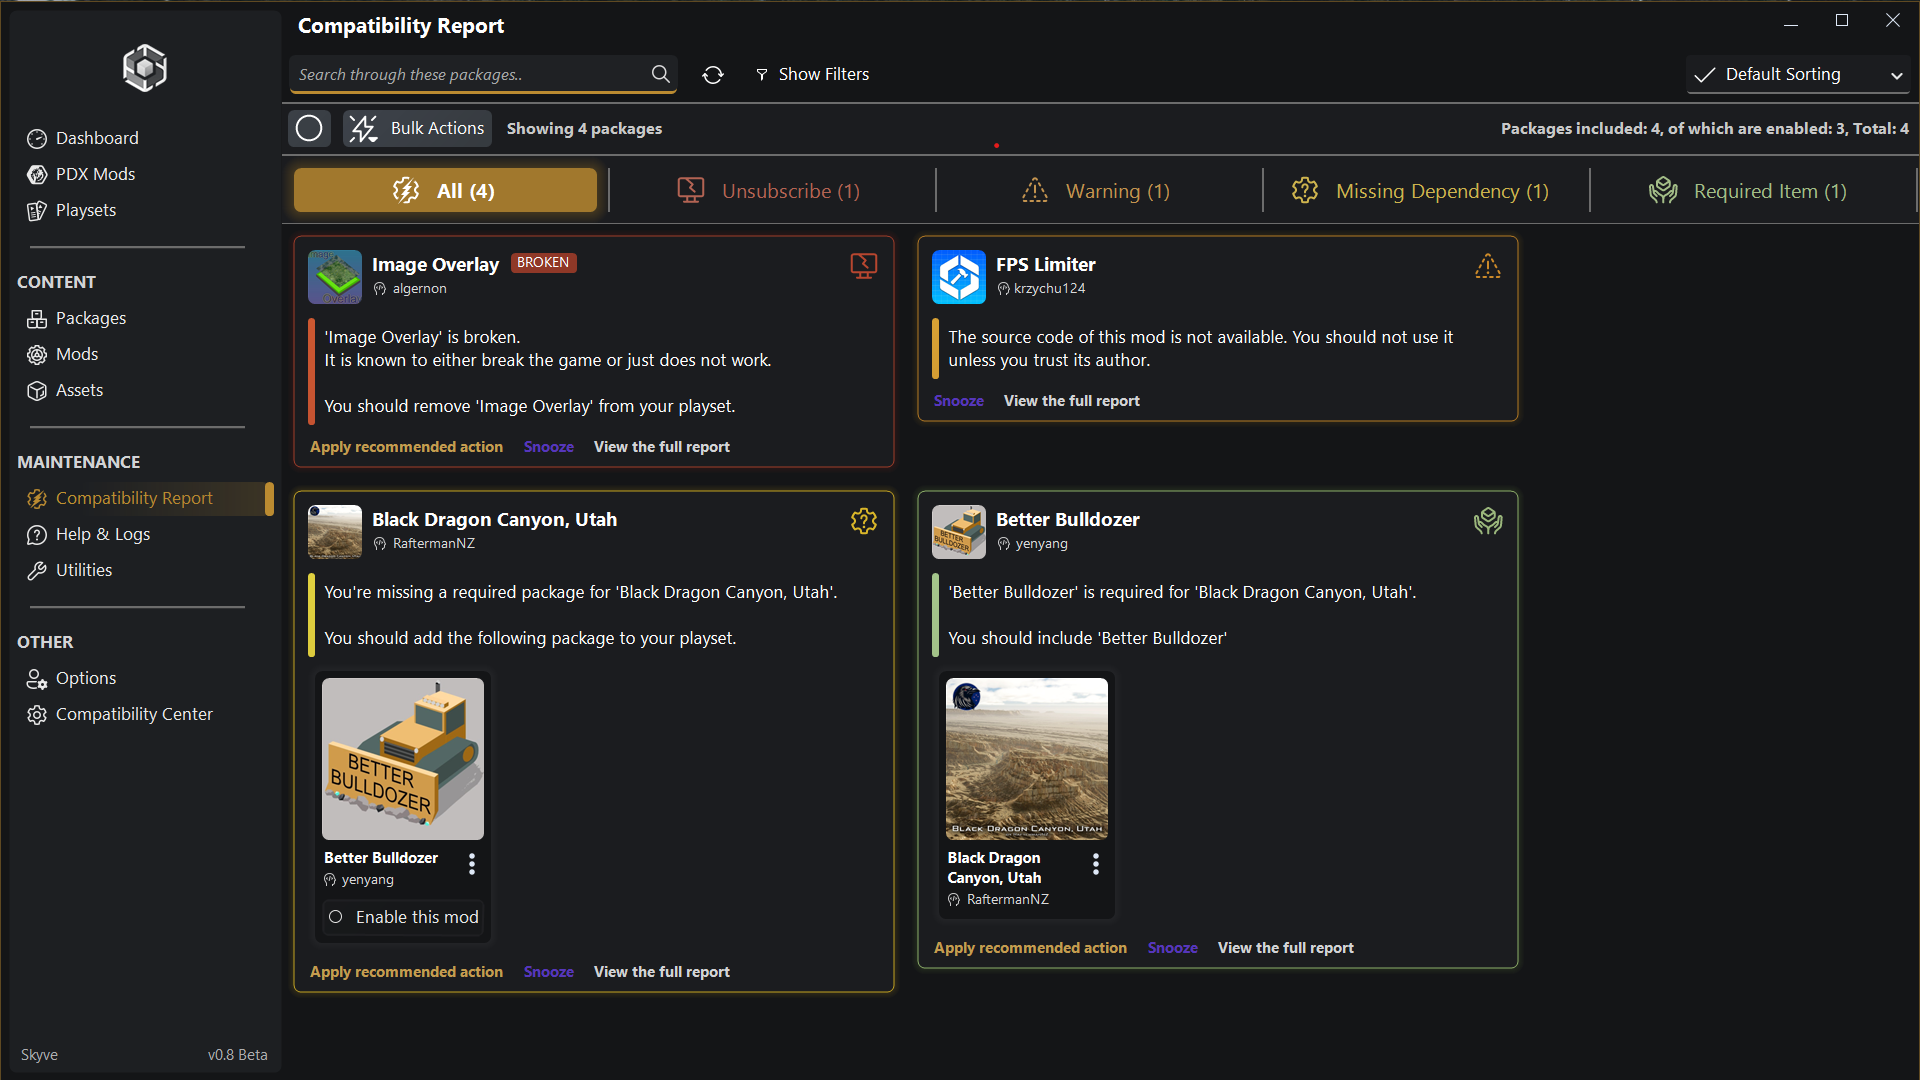 Compatibility Report
Search through these packages..
Show Filters
Default Sorting
Bulk Actions
Showing 4 packages
Packages included: 4, of which are enabled: 3, Total: 4
All (4)
Unsubscribe (1)
Warning (1)
Missing Dependency (1)
Required Item (1)
Dashboard
PDX Mods
Playsets
CONTENT
Packages
Mods
Assets
MAINTENANCE
Compatibility Report
Help & Logs
Utilities
OTHER
Options
Compatibility Center
Skyve
v0.8 Beta
Overlay
Image Overlay
BROKEN
algernon
'Image Overlay' is broken.
It is known to either break the game or just does not work.
You should remove 'Image Overlay' from your playset.
Apply recommended action
Snooze
View the full report
FPS Limiter
krzychu124
The source code of this mod is not available. You should not use it
unless you trust its author.
Snooze
View the full report
Black Dragon Canyon, Utah
RaftermanNZ
You're missing a required package for 'Black Dragon Canyon, Utah'.
You should add the following package to your playset.
BETTER
BULLDOZER
Better Bulldozer
yenyang
Enable this mod
Apply recommended action
Snooze
View the full report
BETTER
BULLDOZER
Better Bulldozer
yenyang
'Better Bulldozer' is required for 'Black Dragon Canyon, Utah'.
You should include 'Better Bulldozer'
BLACK DRAGON CANYON, UTAH
Black Dragon
Canyon, Utah
RaftermanNZ
Apply recommended action
Snooze
View the full report